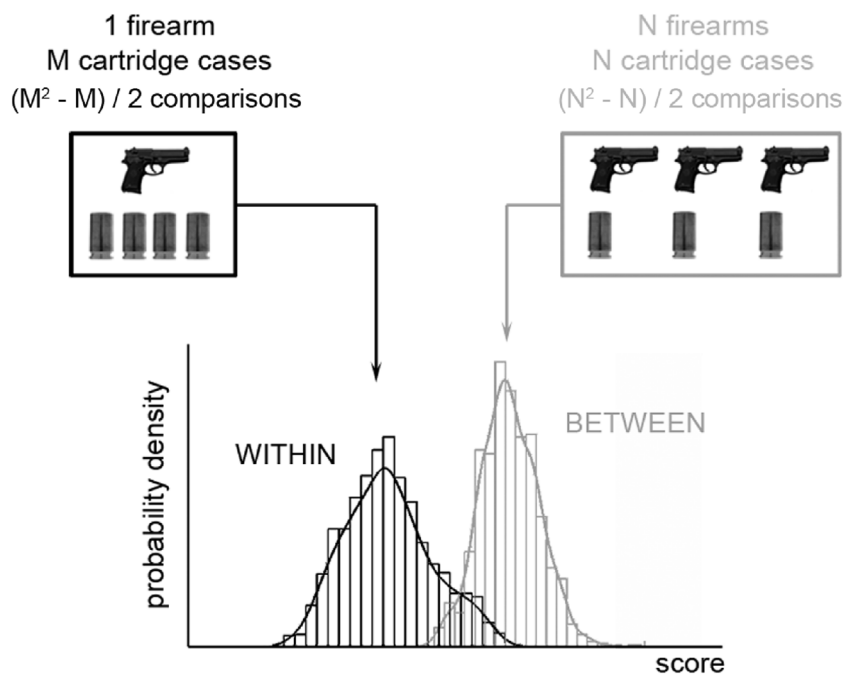 1 firearm
M cartridge cases
(M² - M) / 2 comparisons
N firearms
N cartridge cases
(N² - N) / 2 comparisons
WITHIN
BETWEEN
probability density
score